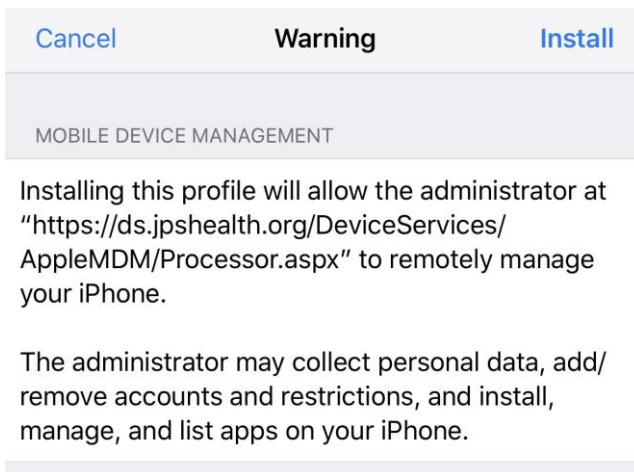 Cancel Warning Install
MOBILE DEVICE MANAGEMENT
Installing this profile will allow the administrator at
“https://ds.jpshealth.org/DeviceServices/
AppleMDM/Processor.aspx” to remotely manage
your iPhone.
The administrator may collect personal data, add/
remove accounts and restrictions, and install,
manage, and list apps on your iPhone.